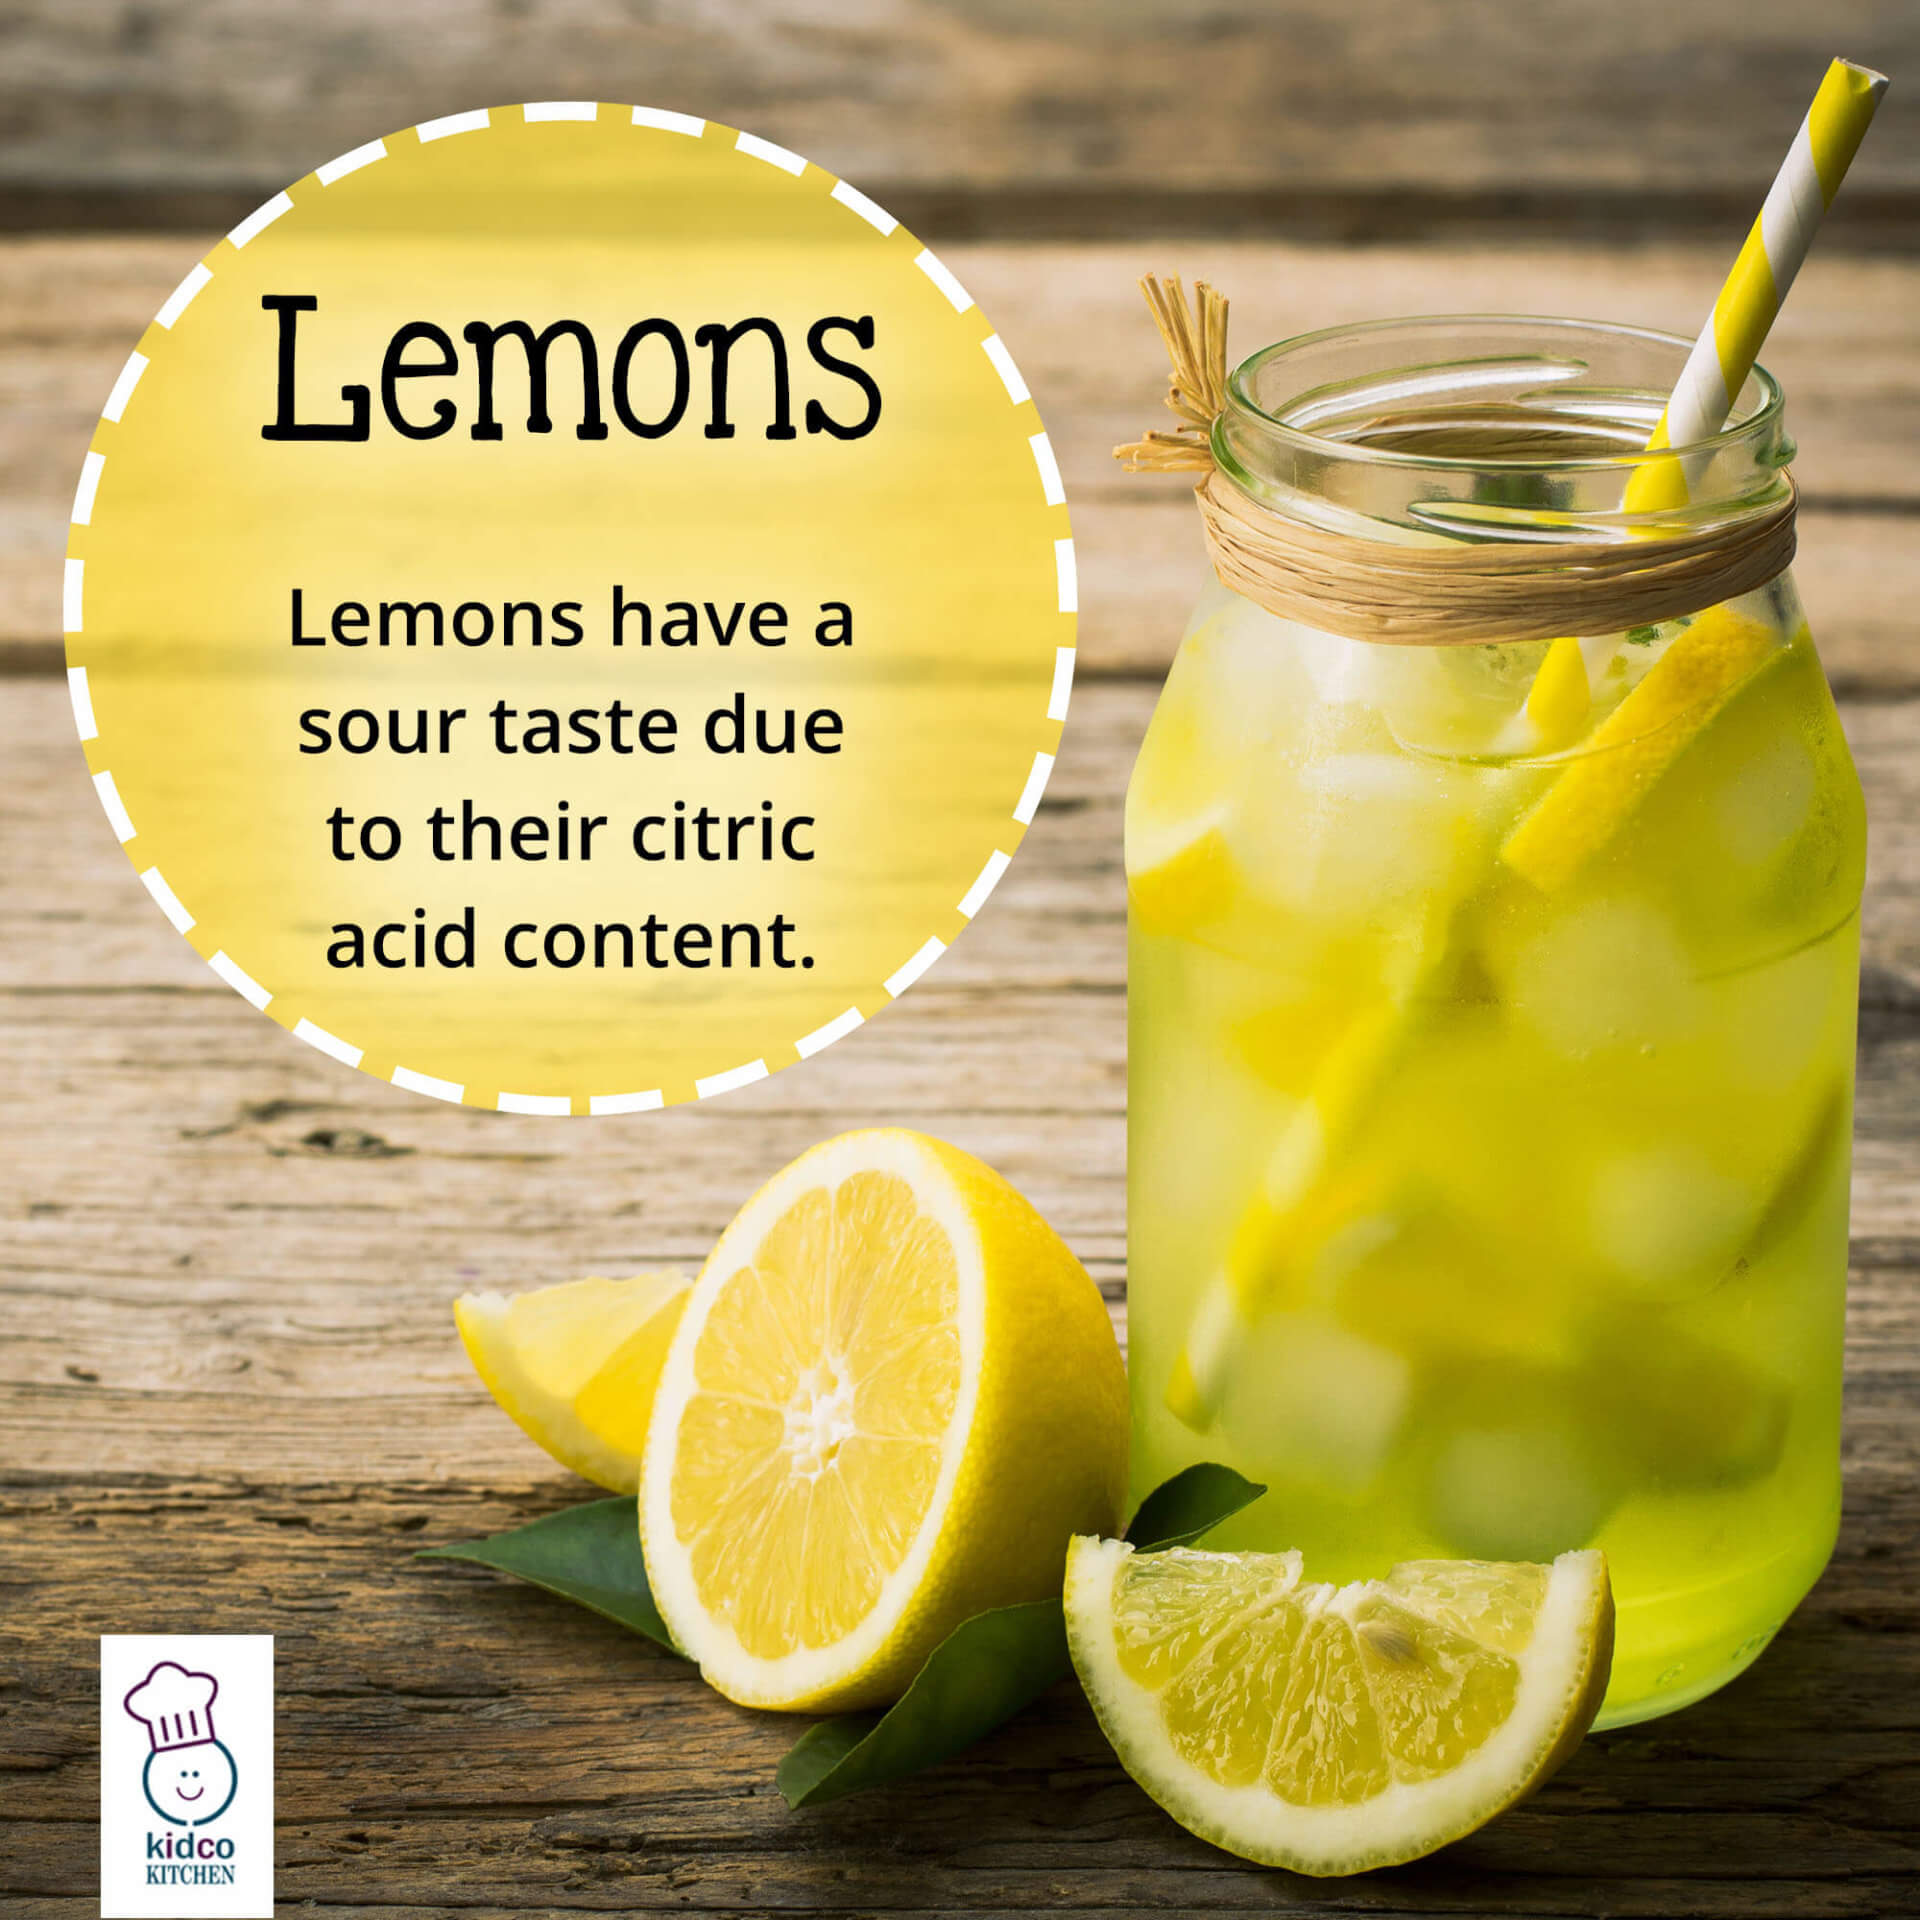 Lemons
Lemons have a
sour taste due
to their citric
acid content.
kidco
KITCHEN